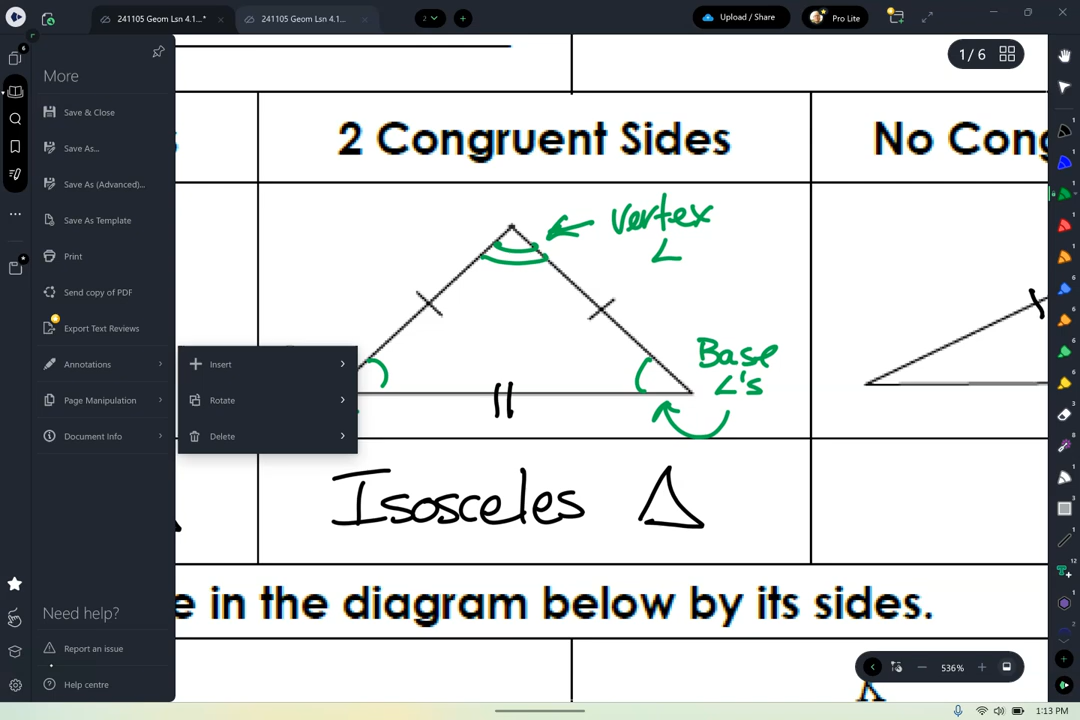 241105 Geom Lsn 4.1...*
241105 Geom Lsn 4.1...
2
Upload / Share
Pro Lite
6
More
1/6
Save & Close
Save As...
Save As (Advanced)...
Save As Template
Print
Send copy of PDF
Export Text Reviews
Annotations
Page Manipulation
Document Info
Insert
Rotate
Delete
Need help?
Report an issue
Help centre
2 Congruent Sides
No Cong
vertex
∠
Base
∠'s
Isosceles △
e in the diagram below by its sides.
536%
1:13 PM